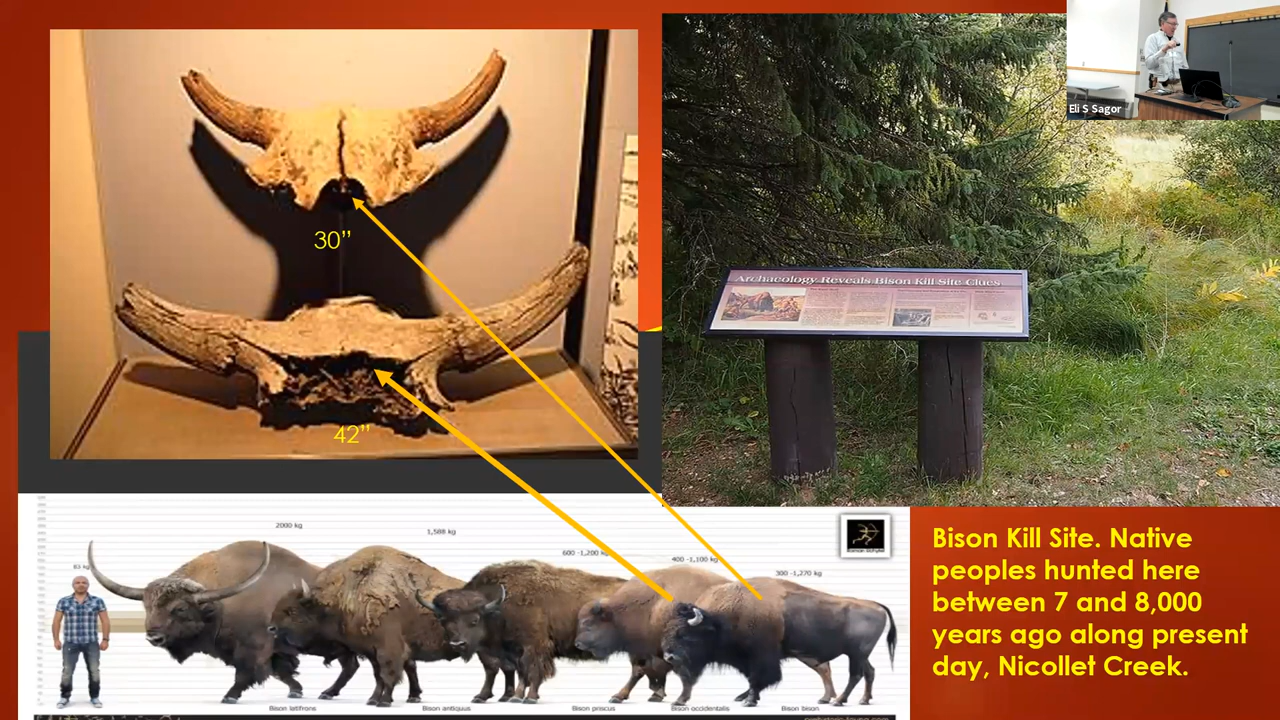 Eli S Sagor
30”
42”
Archaeology Reveals Bison Kill Site Clues
2000 kg
1,588 kg
600 -1,200 kg
400 -1,100 kg
300 -1,270 kg
83 kg
Bison latifrons
Bison antiquus
Bison priscus
Bison occidentalis
Bison bison
Bison Kill Site. Native
peoples hunted here
between 7 and 8,000
years ago along present
day, Nicollet Creek.